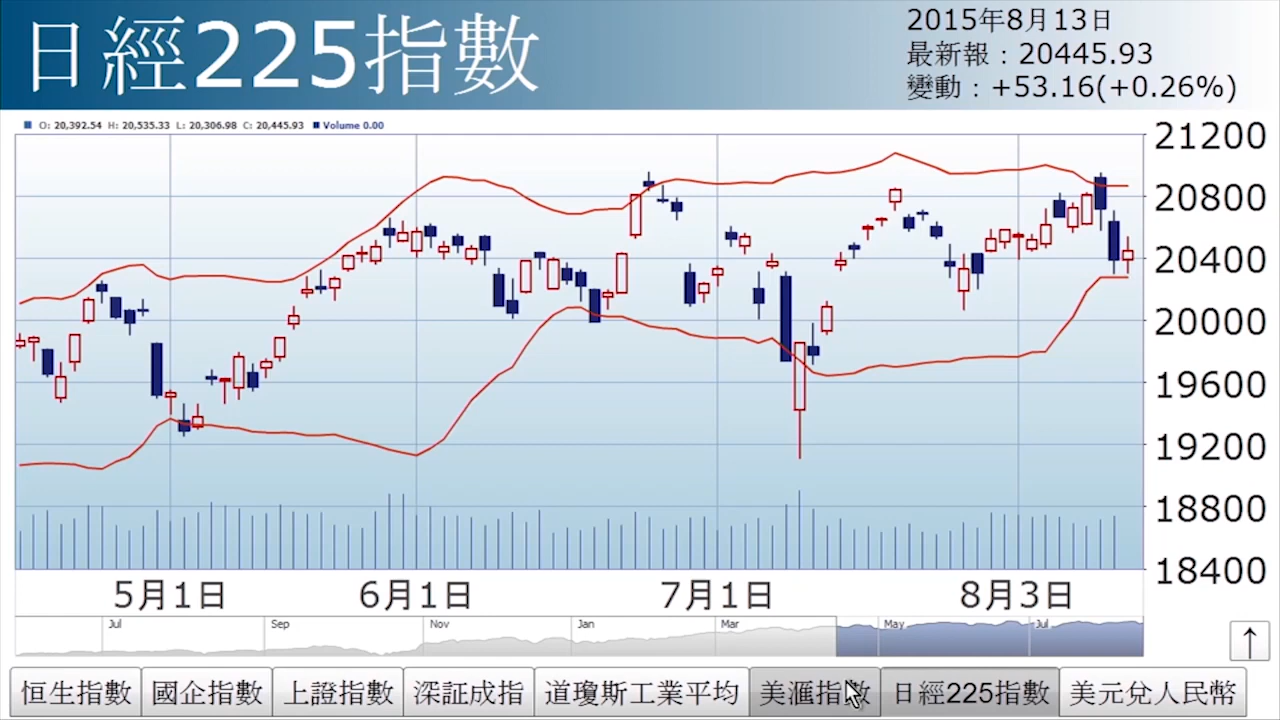 日經225指數
2015年8月13日
最新報：20445.93
變動：+53.16(+0.26%)
O: 20,392.54 H: 20,535.33 L: 20,306.98 C: 20,445.93 Volume 0.00
21200
20800
20400
20000
19600
19200
18800
18400
5月1日 6月1日 7月1日 8月3日
Jul Sep Nov Jan Mar May Jul
↑
恒生指數 國企指數 上證指數 深証成指 道瓊斯工業平均 美滙指數 日經225指數 美元兌人民幣